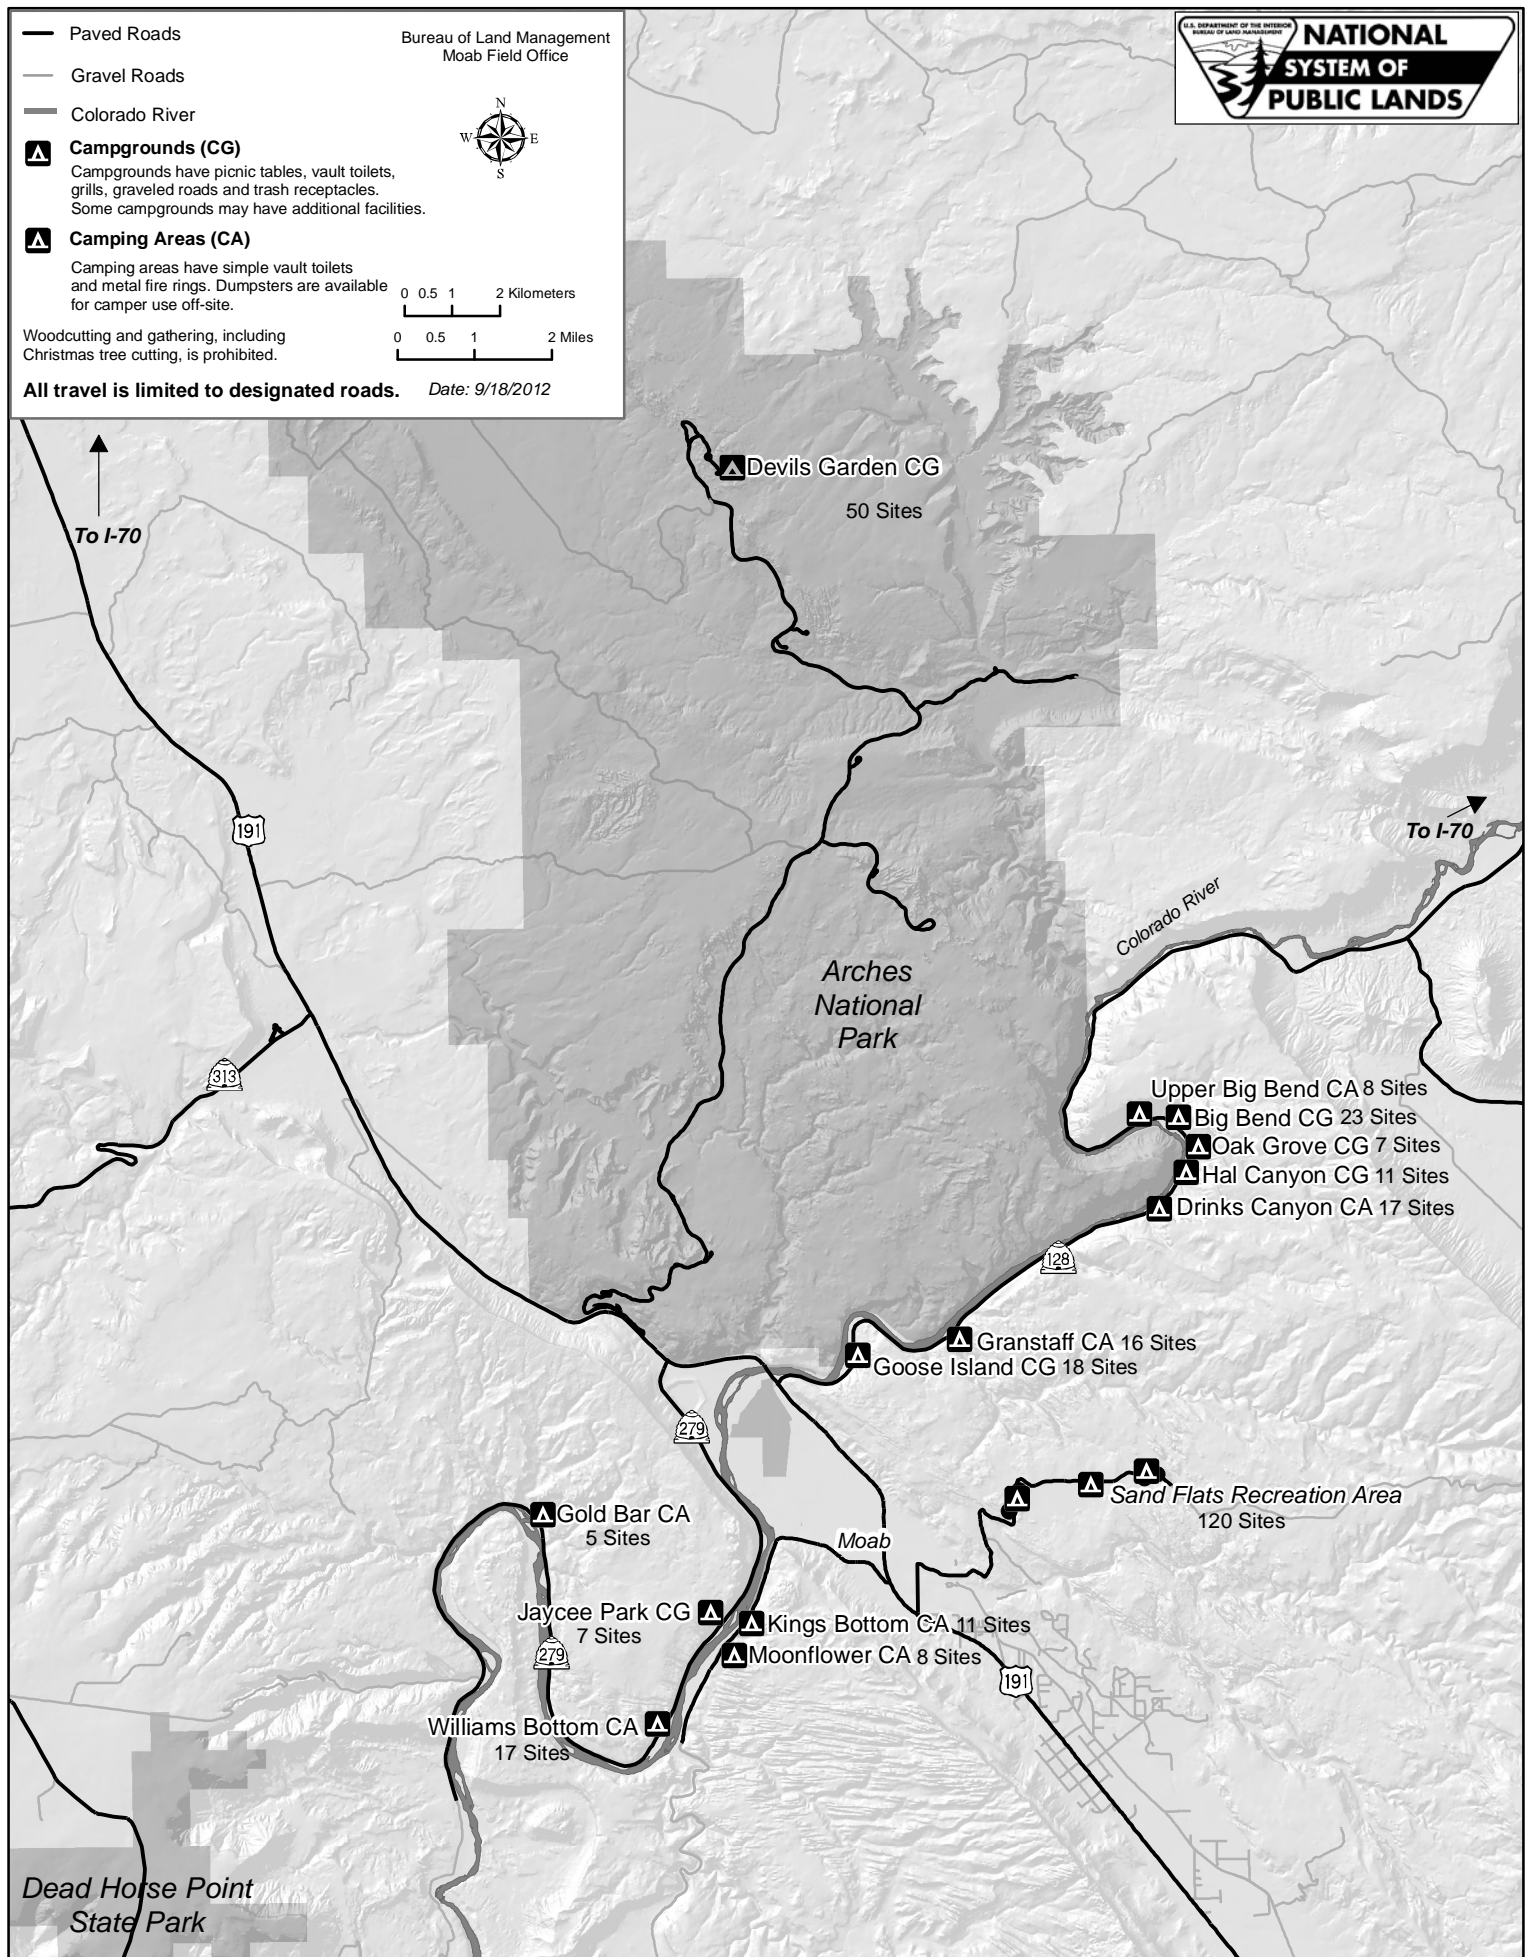 Paved Roads
Gravel Roads
Colorado River
Campgrounds (CG)
Campgrounds have picnic tables, vault toilets,
grills, graveled roads and trash receptacles.
Some campgrounds may have additional facilities.
Camping Areas (CA)
Camping areas have simple vault toilets
and metal fire rings. Dumpsters are available
for camper use off-site.
Woodcutting and gathering, including
Christmas tree cutting, is prohibited.
All travel is limited to designated roads.
Bureau of Land Management
Moab Field Office
N
W E
S
0 0.5 1 2 Kilometers
0 0.5 1 2 Miles
Date: 9/18/2012
U.S. DEPARTMENT OF THE INTERIOR
BUREAU OF LAND MANAGEMENT
NATIONAL
SYSTEM OF
PUBLIC LANDS
Devils Garden CG
50 Sites
To I-70
191
To I-70
Colorado River
Arches
National
Park
313
Upper Big Bend CA 8 Sites
Big Bend CG 23 Sites
Oak Grove CG 7 Sites
Hal Canyon CG 11 Sites
Drinks Canyon CA 17 Sites
128
Granstaff CA 16 Sites
Goose Island CG 18 Sites
279
Sand Flats Recreation Area
120 Sites
Gold Bar CA
5 Sites
Moab
Jaycee Park CG
7 Sites
Kings Bottom CA 11 Sites
279
Moonflower CA 8 Sites
191
Williams Bottom CA
17 Sites
Dead Horse Point
State Park